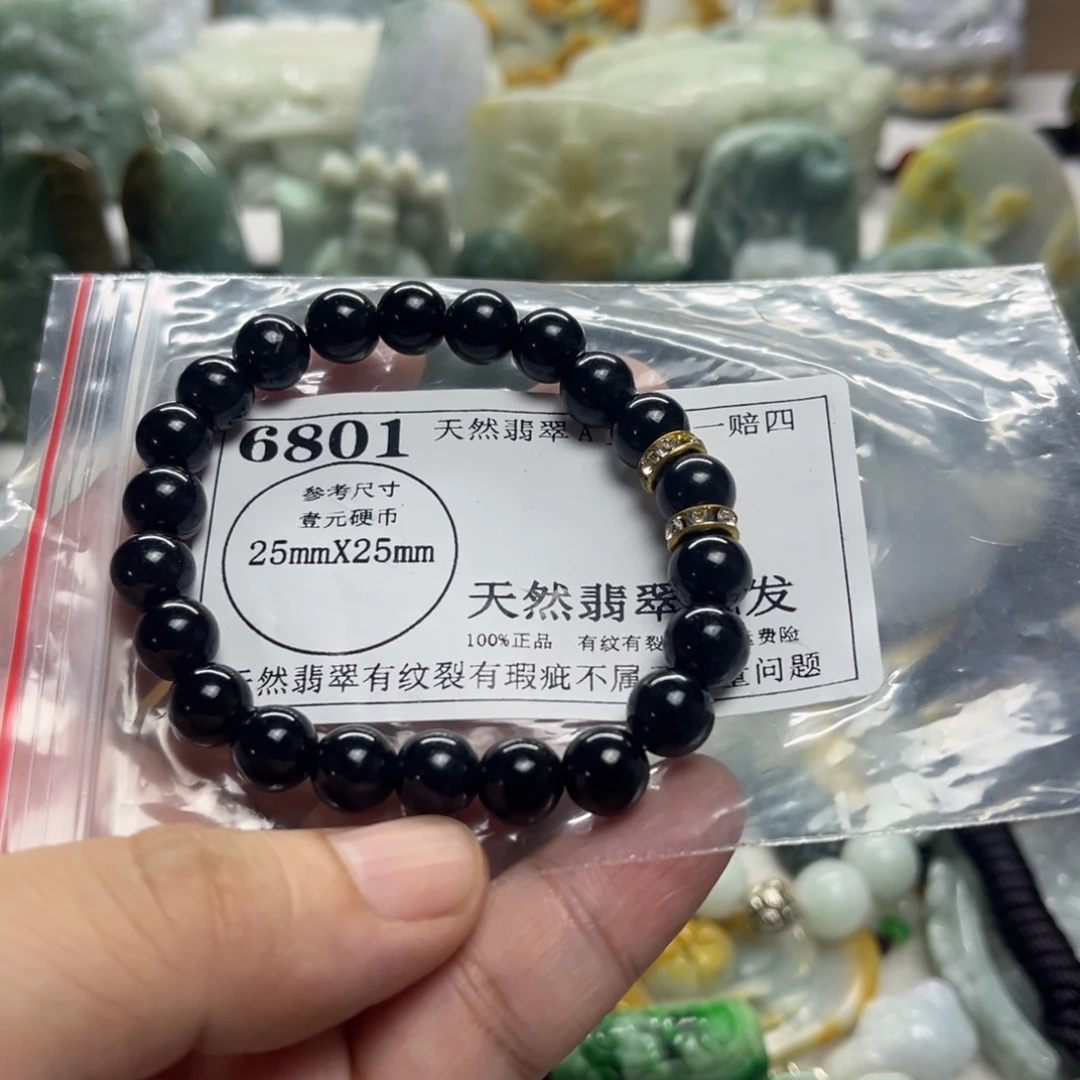 6801 天然翡翠A 一赔四
参考尺寸
壹元硬币
25mmX25mm
天然翡翠 发
100%正品 有纹有裂 费险
然翡翠有纹裂有瑕疵不属 问题